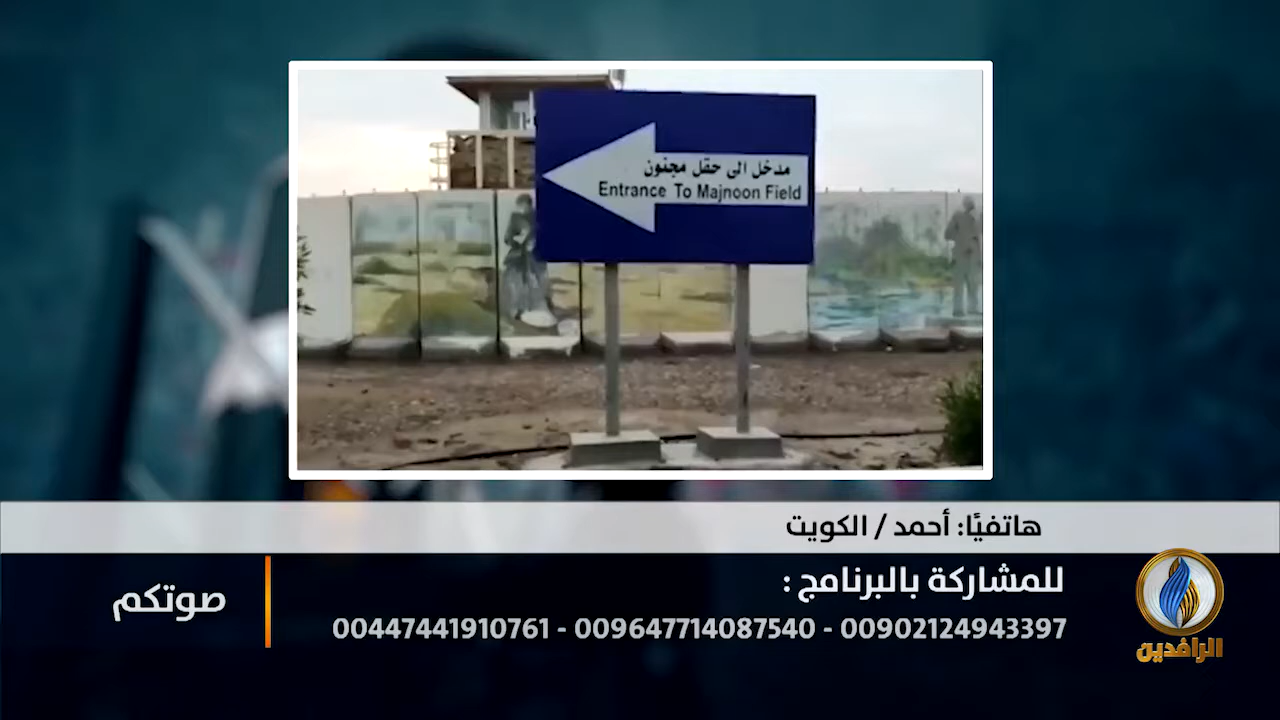 مدخل الى حقل مجنون
Entrance To Majnoon Field
هاتفيًا: أحمد / الكويت
للمشاركة بالبرنامج :
00447441910761 - 009647714087540 - 00902124943397
صوتكم
الرافدين